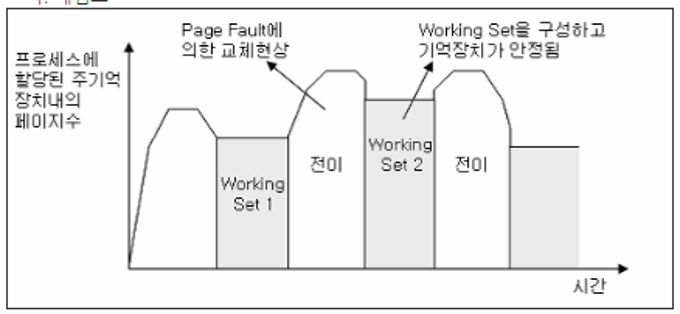 Page Fault에
의한 교체현상
Working Set을 구성하고
기억장치가 안정됨
프로세스에
할당된 주기억
장치내의
페이지수
Working
Set 1
전이
Working
Set 2
전이
시간